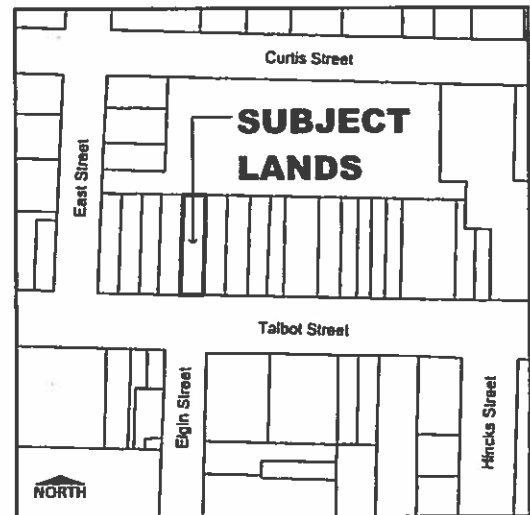 Curtis Street
SUBJECT
LANDS
East Street
Talbot Street
Elgin Street
Hincks Street
NORTH